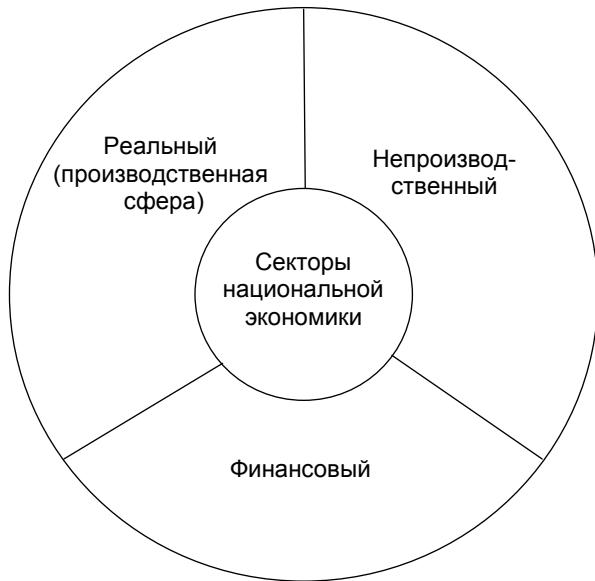 Реальный
(производственная
сфера)
Непроизвод-
ственный
Секторы
национальной
экономики
Финансовый